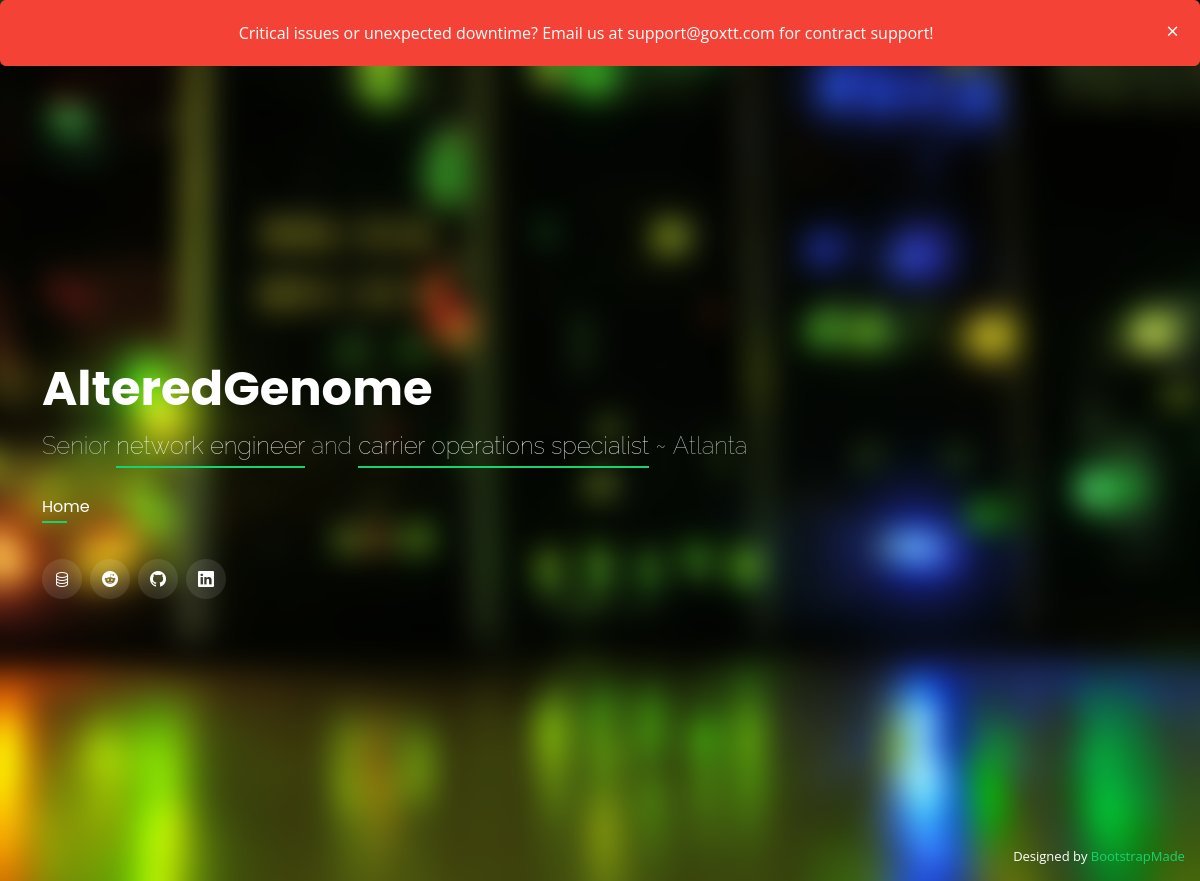 Critical issues or unexpected downtime? Email us at support@goxtt.com for contract support! ×
AlteredGenome
Senior network engineer and carrier operations specialist ~ Atlanta
Home
Designed by BootstrapMade